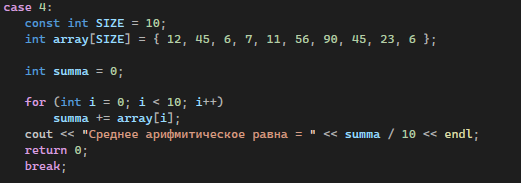 case 4:
const int SIZE = 10;
int array[SIZE] = { 12, 45, 6, 7, 11, 56, 90, 45, 23, 6 };
int summa = 0;
for (int i = 0; i < 10; i++)
summa += array[i];
cout << "Среднее арифмитическое равна = " << summa / 10 << endl;
return 0;
break;